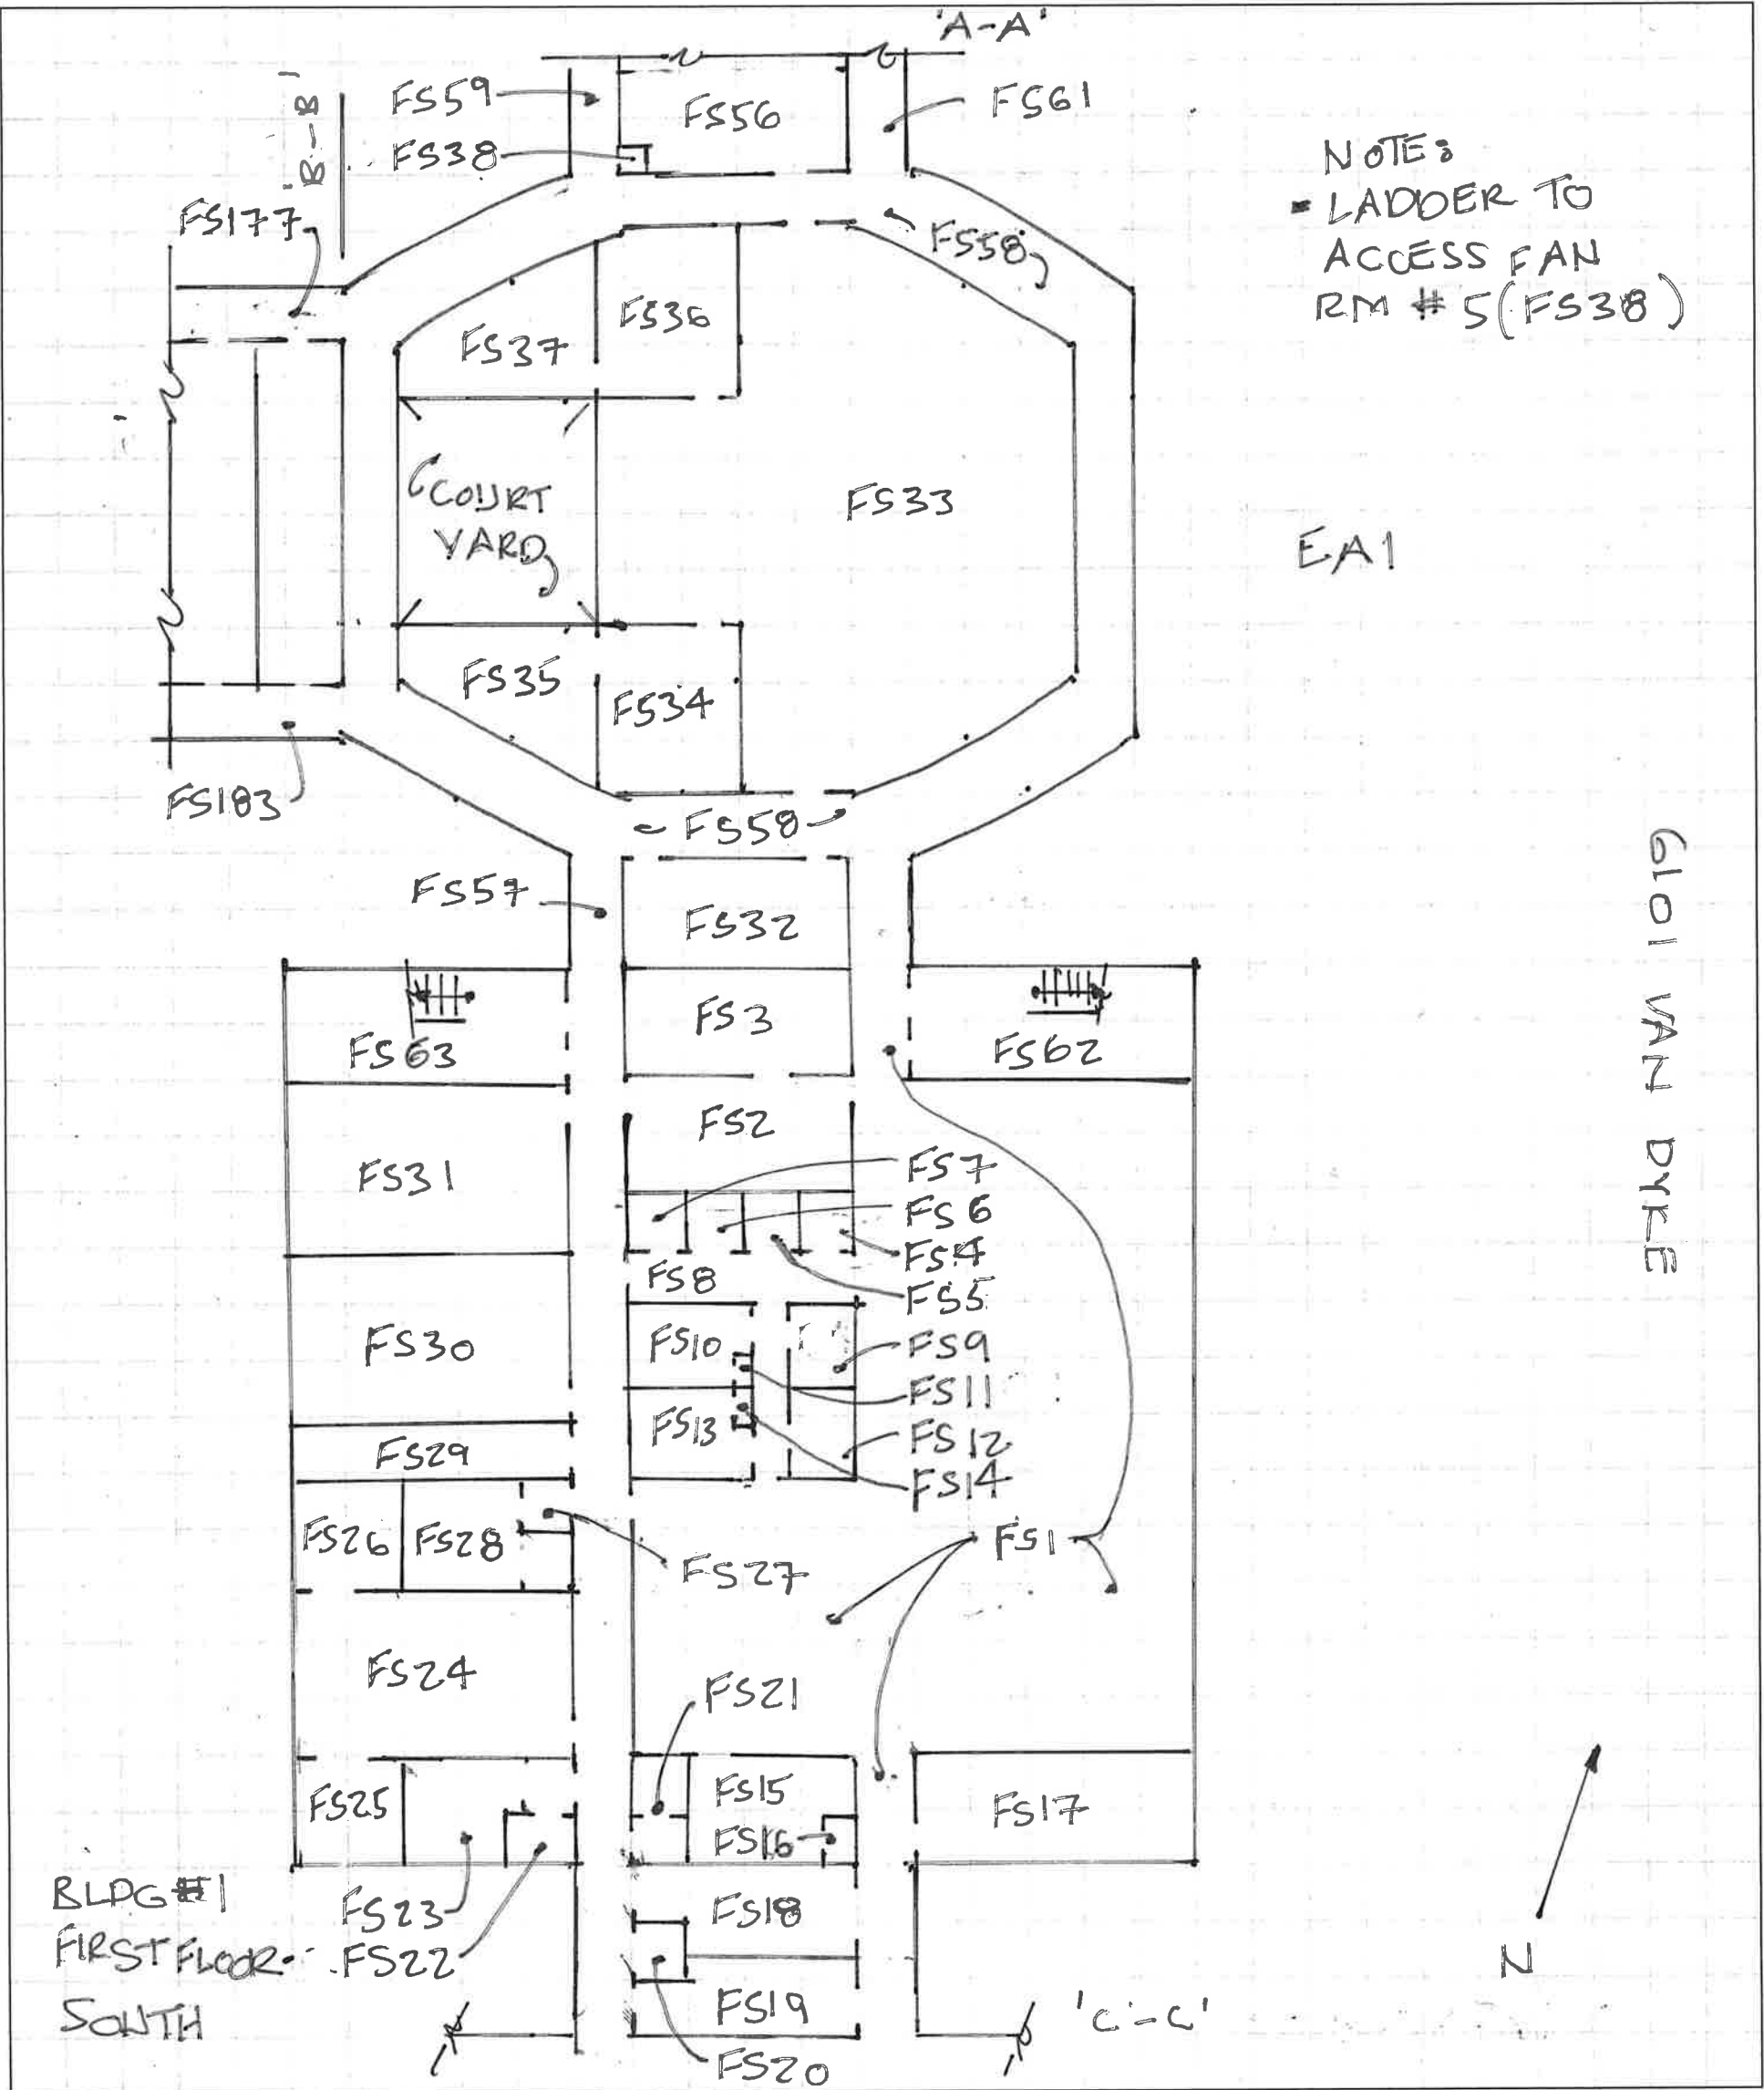 'A-A'
'B-B'
FS59
FS56
FS61
FS38
NOTE:
▪ LADDER TO
ACCESS FAN
RM # 5 (FS38)
FS177
FS58
FS36
FS37
COURT
YARD
FS33
EA1
FS35
FS34
FS183
FS58
FS57
FS32
6101 VAN DYKE
FS3
FS63
FS62
FS2
FS7
FS31
FS6
FS4
FS8
FS5
FS10
FS9
FS30
FS11
FS13
FS12
FS29
FS14
FS26
FS28
FS1
FS27
FS24
FS21
FS15
FS25
FS17
FS16
BLDG #1
FIRST FLOOR
SOUTH
FS23
FS18
FS22
N
FS19
'C-C'
FS20